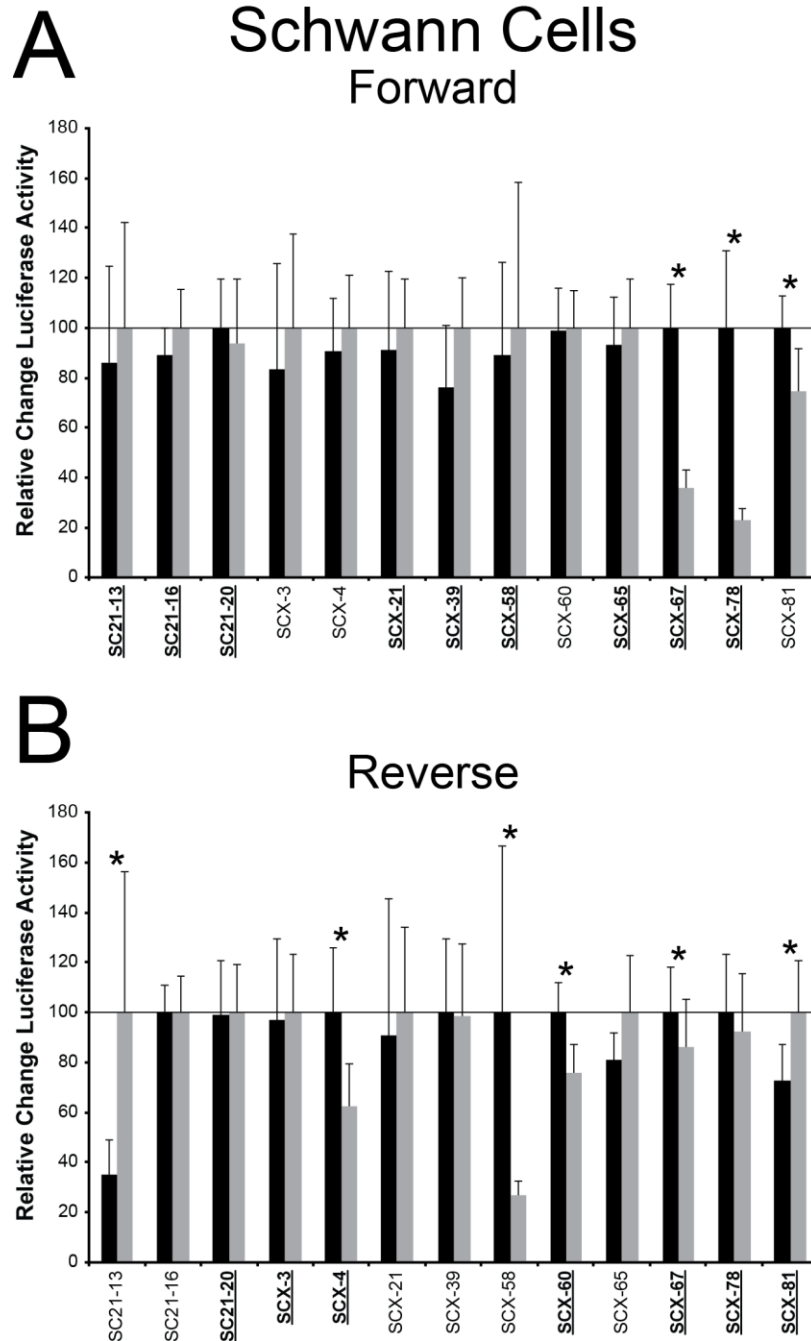 A
Schwann Cells
Forward
Relative Change Luciferase Activity
180
160
140
120
100
80
60
40
20
0
* * *
SC21-13 SC21-16 SC21-20 SCX-3 SCX-4 SCX-21 SCX-39 SCX-58 SCX-60 SCX-65 SCX-67 SCX-78 SCX-81
B
Reverse
Relative Change Luciferase Activity
180
160
140
120
100
80
60
40
20
0
* * * * * *
SC21-13 SC21-16 SC21-20 SCX-3 SCX-4 SCX-21 SCX-39 SCX-58 SCX-60 SCX-65 SCX-67 SCX-78 SCX-81